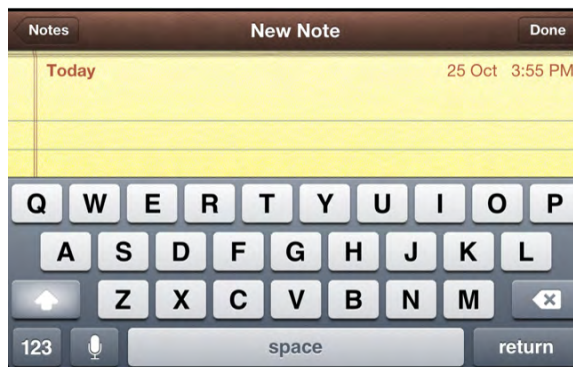 Notes New Note Done
Today 25 Oct 3:55 PM
Q W E R T Y U I O P
A S D F G H J K L
Z X C V B N M
123 space return